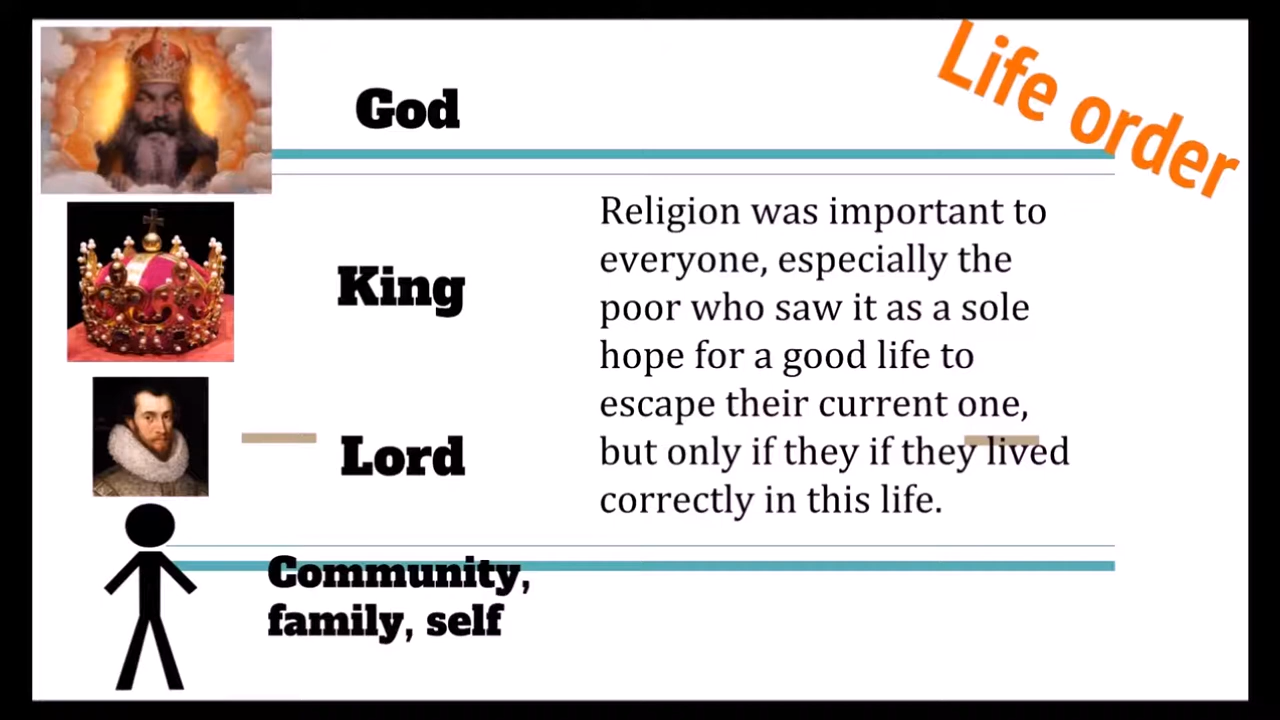 Life order
God
King
Religion was important to
everyone, especially the
poor who saw it as a sole
hope for a good life to
escape their current one,
but only if they if they lived
correctly in this life.
Lord
Community,
family, self